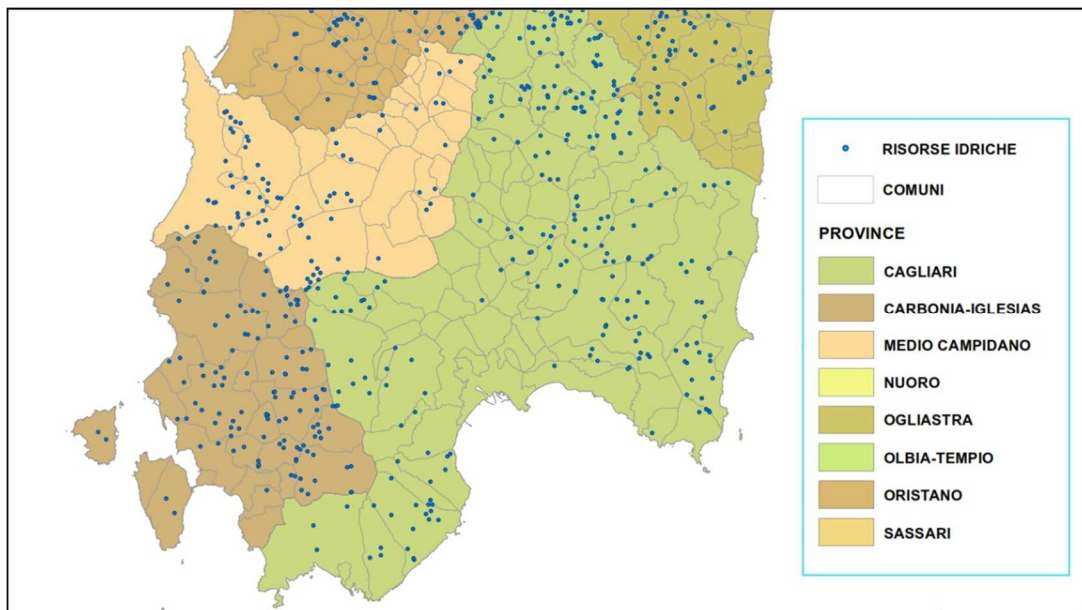 RISORSE IDRICHE
COMUNI
PROVINCE
CAGLIARI
CARBONIA-IGLESIAS
MEDIO CAMPIDANO
NUORO
OGLIASTRA
OLBIA-TEMPIO
ORISTANO
SASSARI